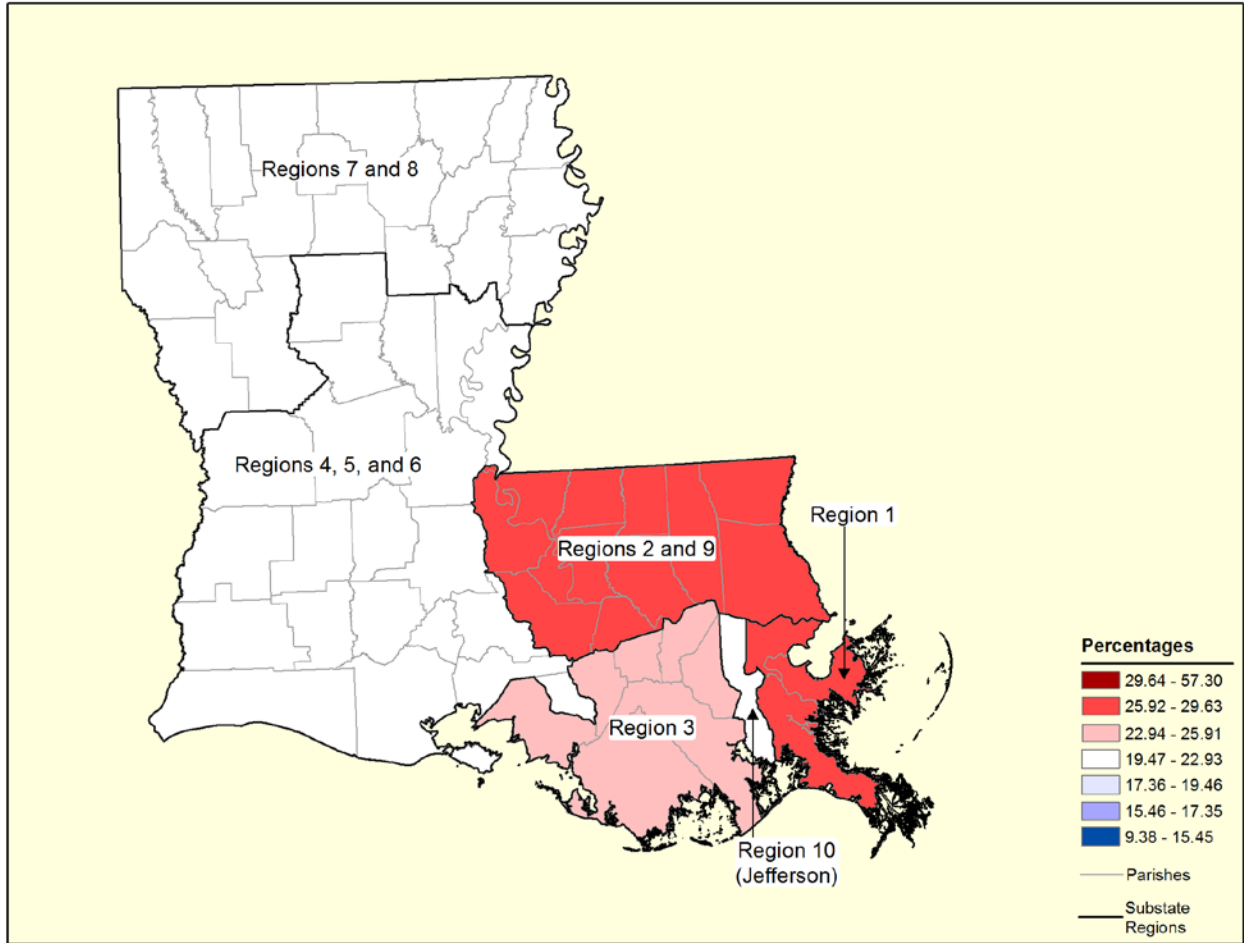 Regions 7 and 8
Regions 4, 5, and 6
Region 1
Regions 2 and 9
Region 3
Region 10
(Jefferson)
Percentages
29.64 - 57.30
25.92 - 29.63
22.94 - 25.91
19.47 - 22.93
17.36 - 19.46
15.46 - 17.35
9.38 - 15.45
Parishes
Substate
Regions